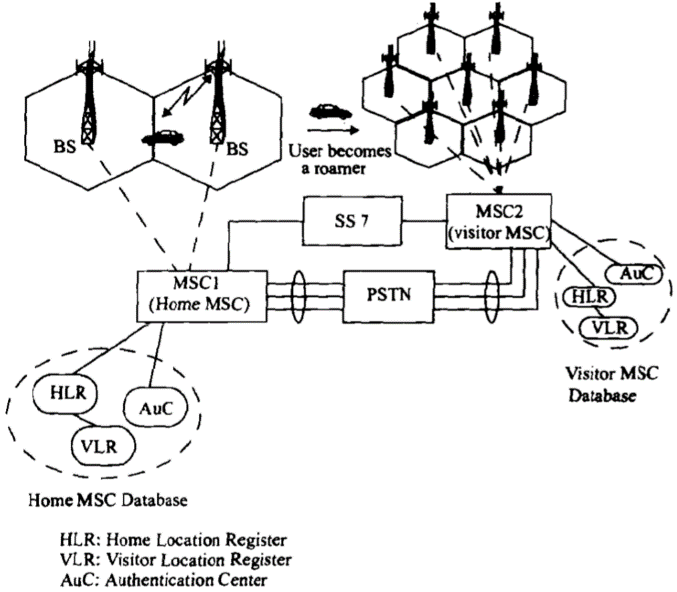 BS
BS
User becomes
a roamer
SS 7
MSC2
(visitor MSC)
MSC1
(Home MSC)
PSTN
AuC
HLR
VLR
Visitor MSC
Database
HLR
AuC
VLR
Home MSC Database
HLR: Home Location Register
VLR: Visitor Location Register
AuC: Authentication Center